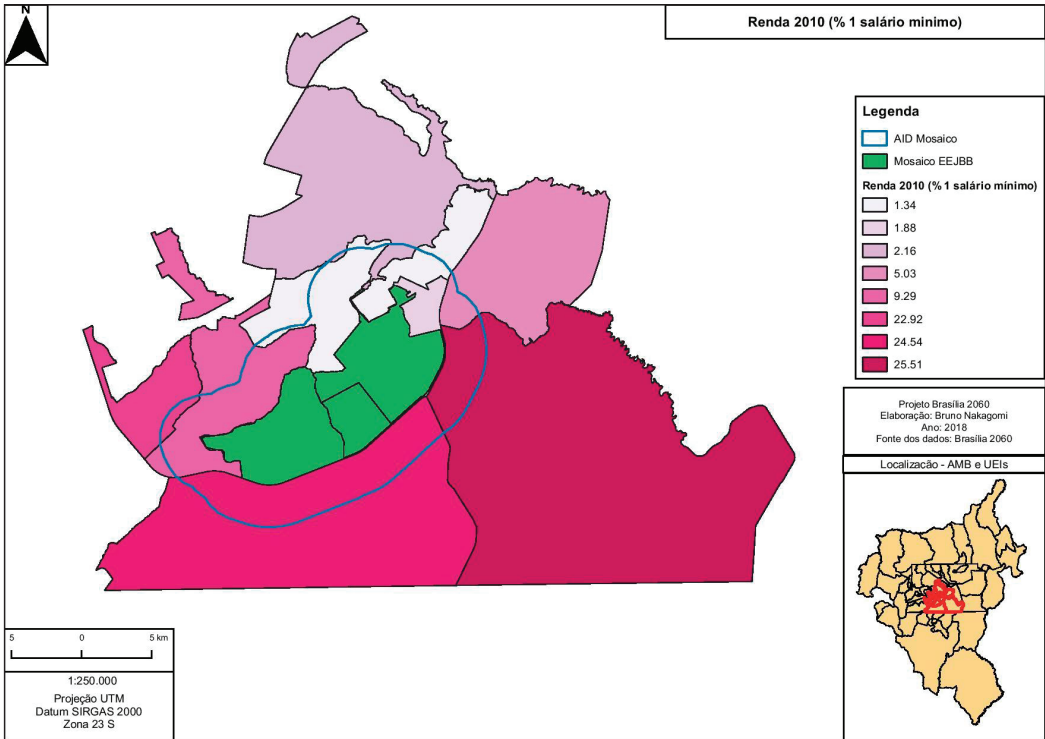 N
Renda 2010 (% 1 salário minimo)
Legenda
AID Mosaico
Mosaico EEJBB
Renda 2010 (% 1 salário mínimo)
1.34
1.88
2.16
5.03
9.29
22.92
24.54
25.51
Projeto Brasília 2060
Elaboração: Bruno Nakagomi
Ano: 2018
Fonte dos dados: Brasília 2060
Localizacão - AMB e UEIs
5 0 5 km
1:250.000
Projeção UTM
Datum SIRGAS 2000
Zona 23 S